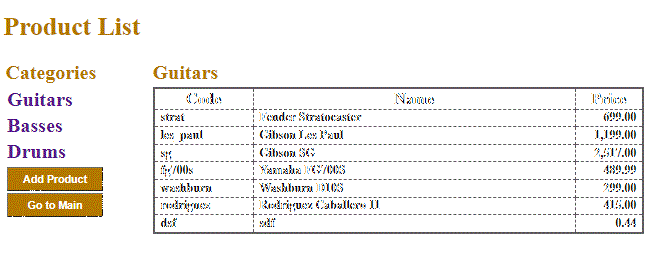 Product List
Categories
Guitars
Basses
Drums
Add Product
Go to Main
Guitars
Code Name Price
strat Fender Stratocaster 699.00
les_paul Gibson Les Paul 1,199.00
sg Gibson SG 2,517.00
fg700s Yamaha FG700S 489.99
washburn Washburn D10S 299.00
rodriguez Rodriguez Caballero 11 415.00
dsf sdf 0.44